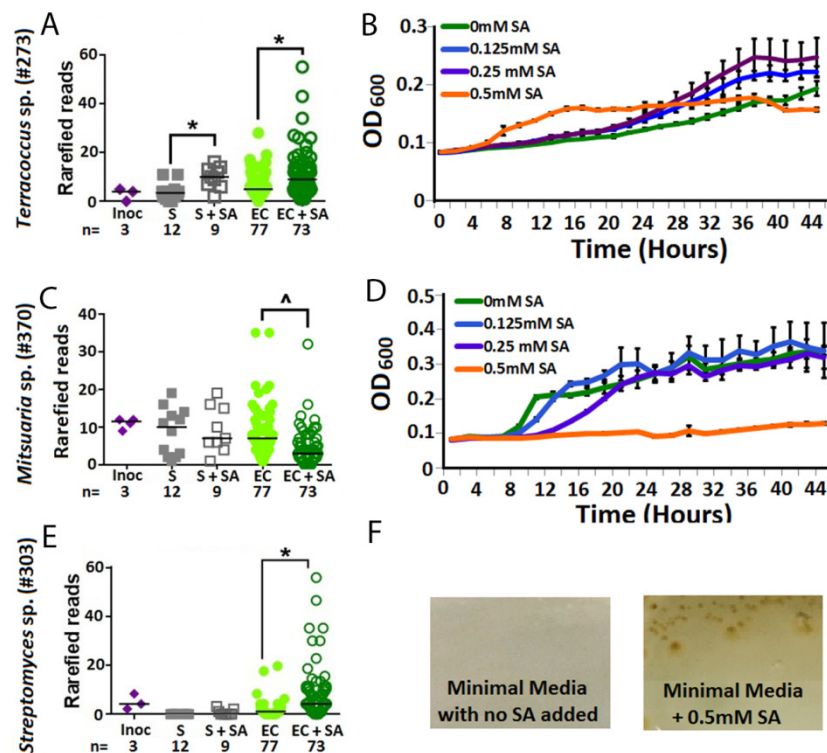 A
Terracoccus sp. (#273)
Rarefied reads
60
40
20
0
*
*
Inoc S S + SA EC EC + SA
n= 3 12 9 77 73
B
OD600
0.3
0.2
0.1
0
0mM SA
0.125mM SA
0.25 mM SA
0.5mM SA
0 4 8 12 16 20 24 28 32 36 40 44
Time (Hours)
C
Mitsuaria sp. (#370)
Rarefied reads
40
30
20
10
0
^
Inoc S S + SA EC EC + SA
n= 3 12 9 77 73
D
OD600
0.5
0.4
0.3
0.2
0.1
0
0mM SA
0.125mM SA
0.25 mM SA
0.5mM SA
0 4 8 12 16 20 24 28 32 36 40 44
Time (Hours)
E
Streptomyces sp. (#303)
Rarefied reads
60
40
20
0
*
Inoc S S + SA EC EC + SA
n= 3 12 9 77 73
F
Minimal Media
with no SA added
Minimal Media
+ 0.5mM SA